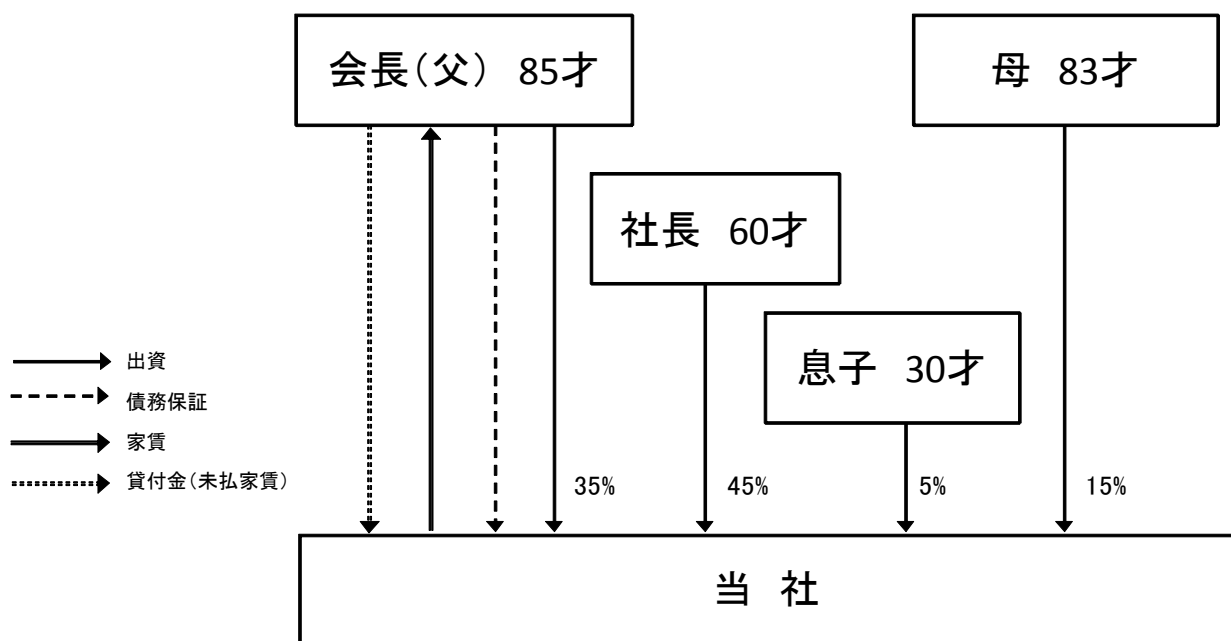 会長(父) 85才
母 83才
社長 60才
息子 30才
出資
債務保証
家賃
貸付金(未払家賃)
35%
45%
5%
15%
当 社